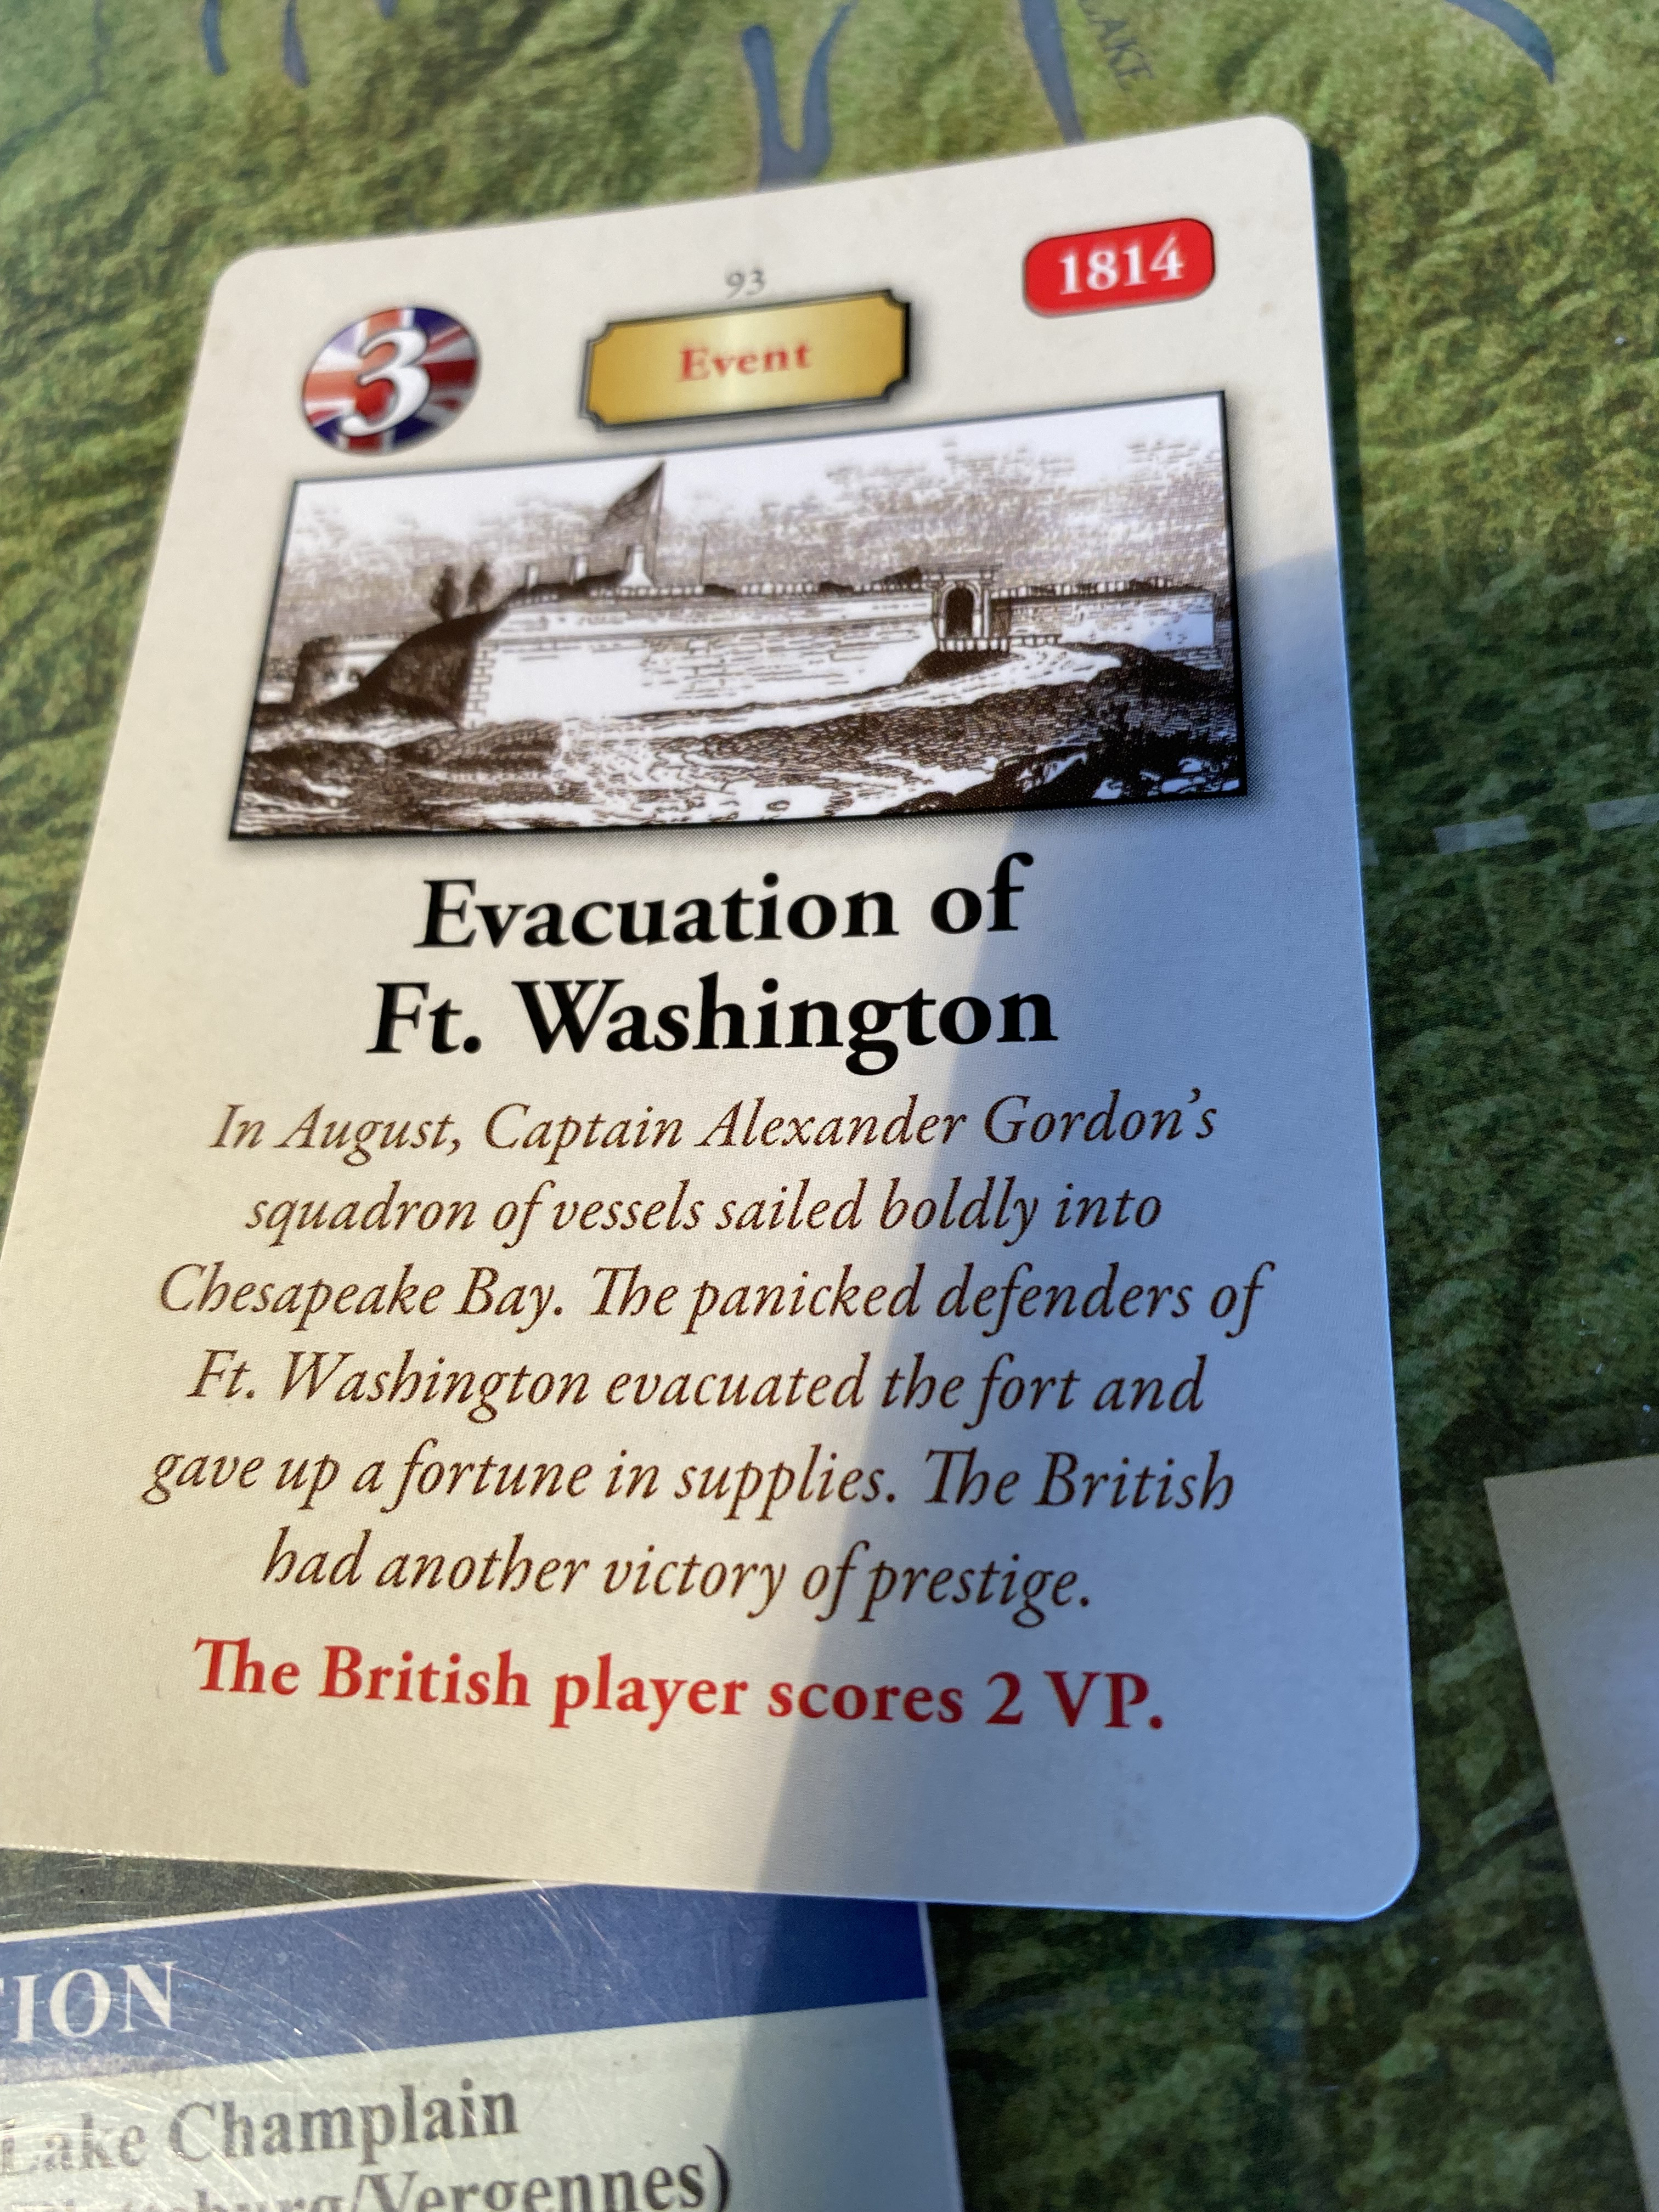 LAKE
93
1814
3
Event
Evacuation of
Ft. Washington
In August, Captain Alexander Gordon's
squadron of vessels sailed boldly into
Chesapeake Bay. The panicked defenders of
Ft. Washington evacuated the fort and
gave up a fortune in supplies. The British
had another victory of prestige.
The British player scores 2 VP.
TION
Lake Champlain
/Vergennes)